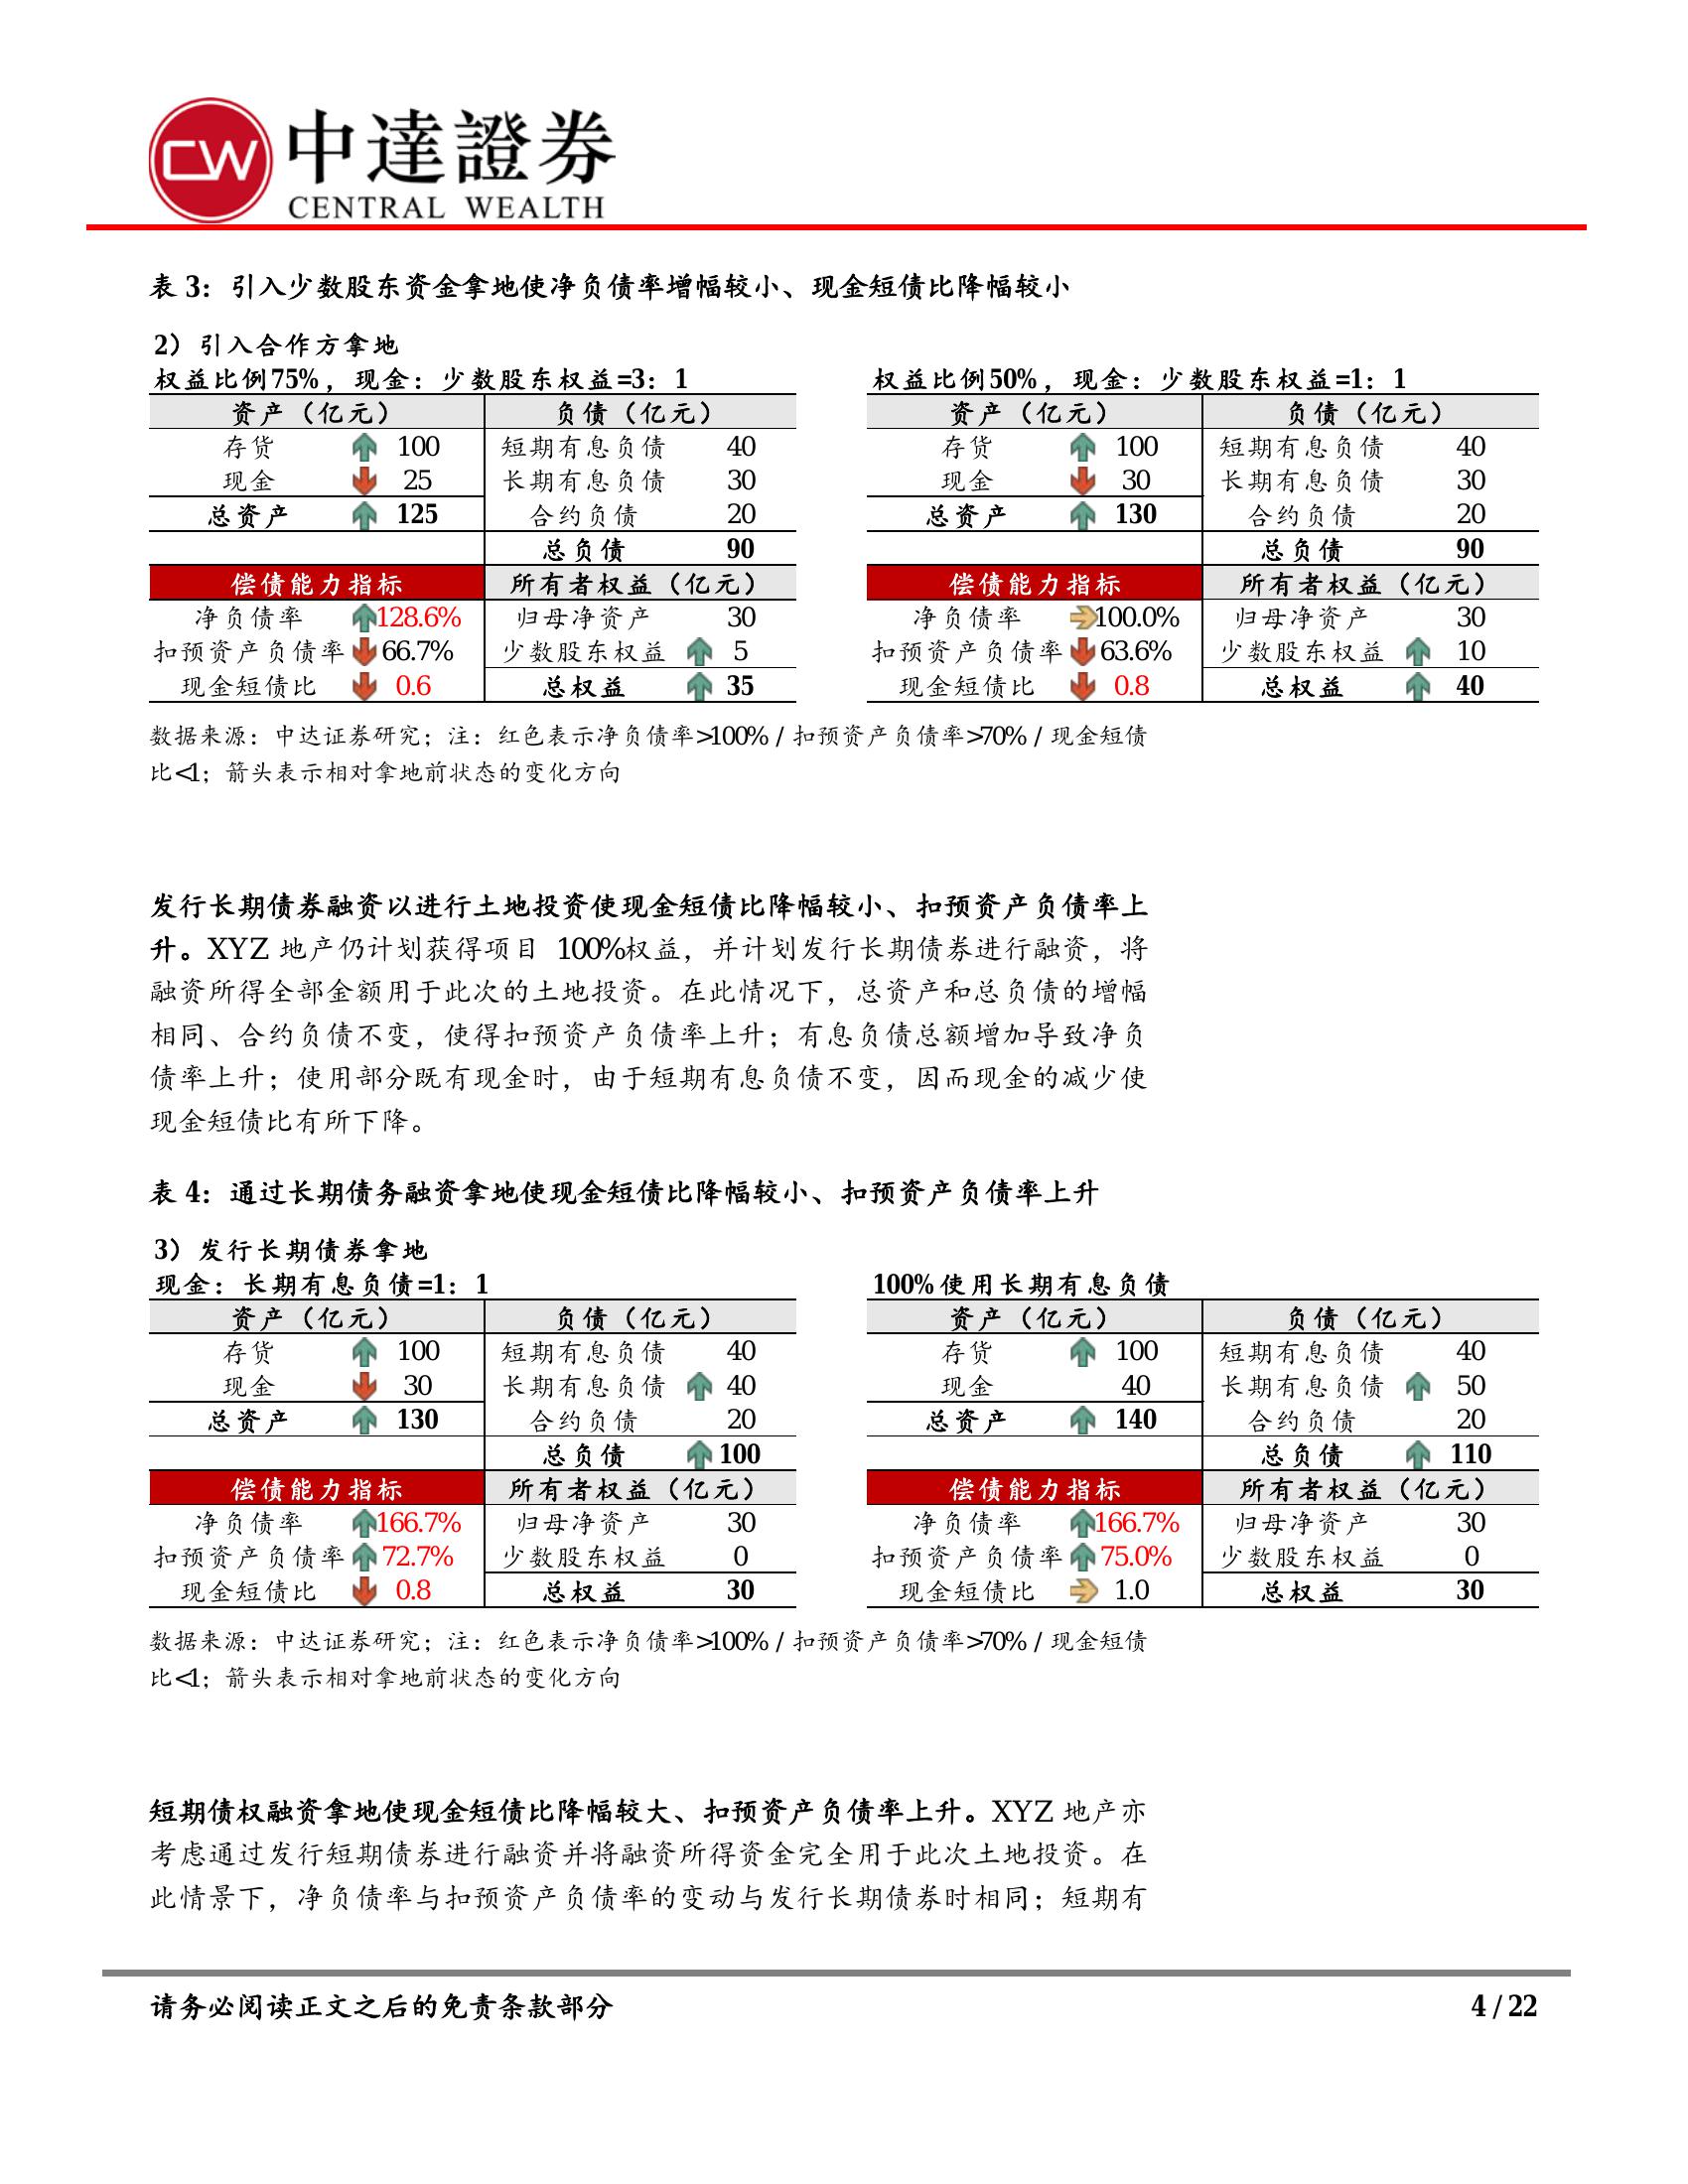 CW 中達證券
CENTRAL WEALTH
表 3：引入少数股东资金拿地使净负债率增幅较小、现金短债比降幅较小
2）引入合作方拿地
权益比例75%，现金：少数股东权益=3：1
资产（亿元） 负债（亿元）
存货 100 短期有息负债 40
现金 25 长期有息负债 30
总资产 125 合约负债 20
总负债 90
偿债能力指标 所有者权益（亿元）
净负债率 128.6% 归母净资产 30
扣预资产负债率 66.7% 少数股东权益 5
现金短债比 0.6 总权益 35
权益比例50%，现金：少数股东权益=1：1
资产（亿元） 负债（亿元）
存货 100 短期有息负债 40
现金 30 长期有息负债 30
总资产 130 合约负债 20
总负债 90
偿债能力指标 所有者权益（亿元）
净负债率 100.0% 归母净资产 30
扣预资产负债率 63.6% 少数股东权益 10
现金短债比 0.8 总权益 40
数据来源：中达证券研究；注：红色表示净负债率>100% / 扣预资产负债率>70% / 现金短债
比<1；箭头表示相对拿地前状态的变化方向
发行长期债券融资以进行土地投资使现金短债比降幅较小、扣预资产负债率上
升。XYZ 地产仍计划获得项目 100%权益，并计划发行长期债券进行融资，将
融资所得全部金额用于此次的土地投资。在此情况下，总资产和总负债的增幅
相同、合约负债不变，使得扣预资产负债率上升；有息负债总额增加导致净负
债率上升；使用部分既有现金时，由于短期有息负债不变，因而现金的减少使
现金短债比有所下降。
表 4：通过长期债务融资拿地使现金短债比降幅较小、扣预资产负债率上升
3）发行长期债券拿地
现金：长期有息负债=1：1
资产（亿元） 负债（亿元）
存货 100 短期有息负债 40
现金 30 长期有息负债 40
总资产 130 合约负债 20
总负债 100
偿债能力指标 所有者权益（亿元）
净负债率 166.7% 归母净资产 30
扣预资产负债率 72.7% 少数股东权益 0
现金短债比 0.8 总权益 30
100%使用长期有息负债
资产（亿元） 负债（亿元）
存货 100 短期有息负债 40
现金 40 长期有息负债 50
总资产 140 合约负债 20
总负债 110
偿债能力指标 所有者权益（亿元）
净负债率 166.7% 归母净资产 30
扣预资产负债率 75.0% 少数股东权益 0
现金短债比 1.0 总权益 30
数据来源：中达证券研究；注：红色表示净负债率>100% / 扣预资产负债率>70% / 现金短债
比<1；箭头表示相对拿地前状态的变化方向
短期债权融资拿地使现金短债比降幅较大、扣预资产负债率上升。XYZ 地产亦
考虑通过发行短期债券进行融资并将融资所得资金完全用于此次土地投资。在
此情景下，净负债率与扣预资产负债率的变动与发行长期债券时相同；短期有
请务必阅读正文之后的免责条款部分 4 / 22